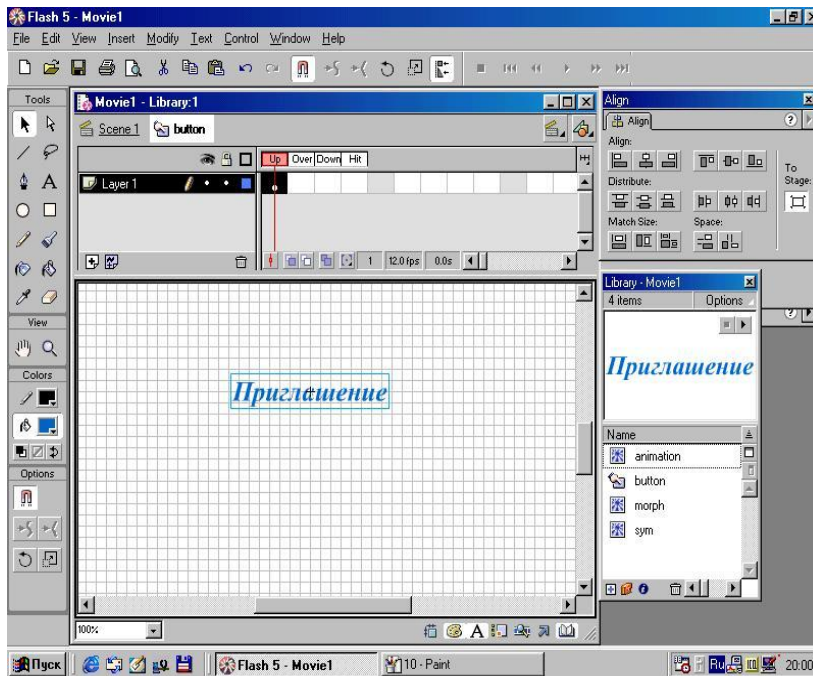 Flash 5 - Movie1
File Edit View Insert Modify Text Control Window Help
Tools
View
Colors
Options
Movie1 - Library:1
Scene 1 button
Up Over Down Hit
Layer 1
1 12.0 fps 0.0s
Приглашение
100%
Align
Align
Align:
To Stage:
Distribute:
Match Size: Space:
Library - Movie1
4 items Options
Приглашение
Name
animation
button
morph
sym
Пуск Flash 5 - Movie1 10 - Paint Ru 20:00